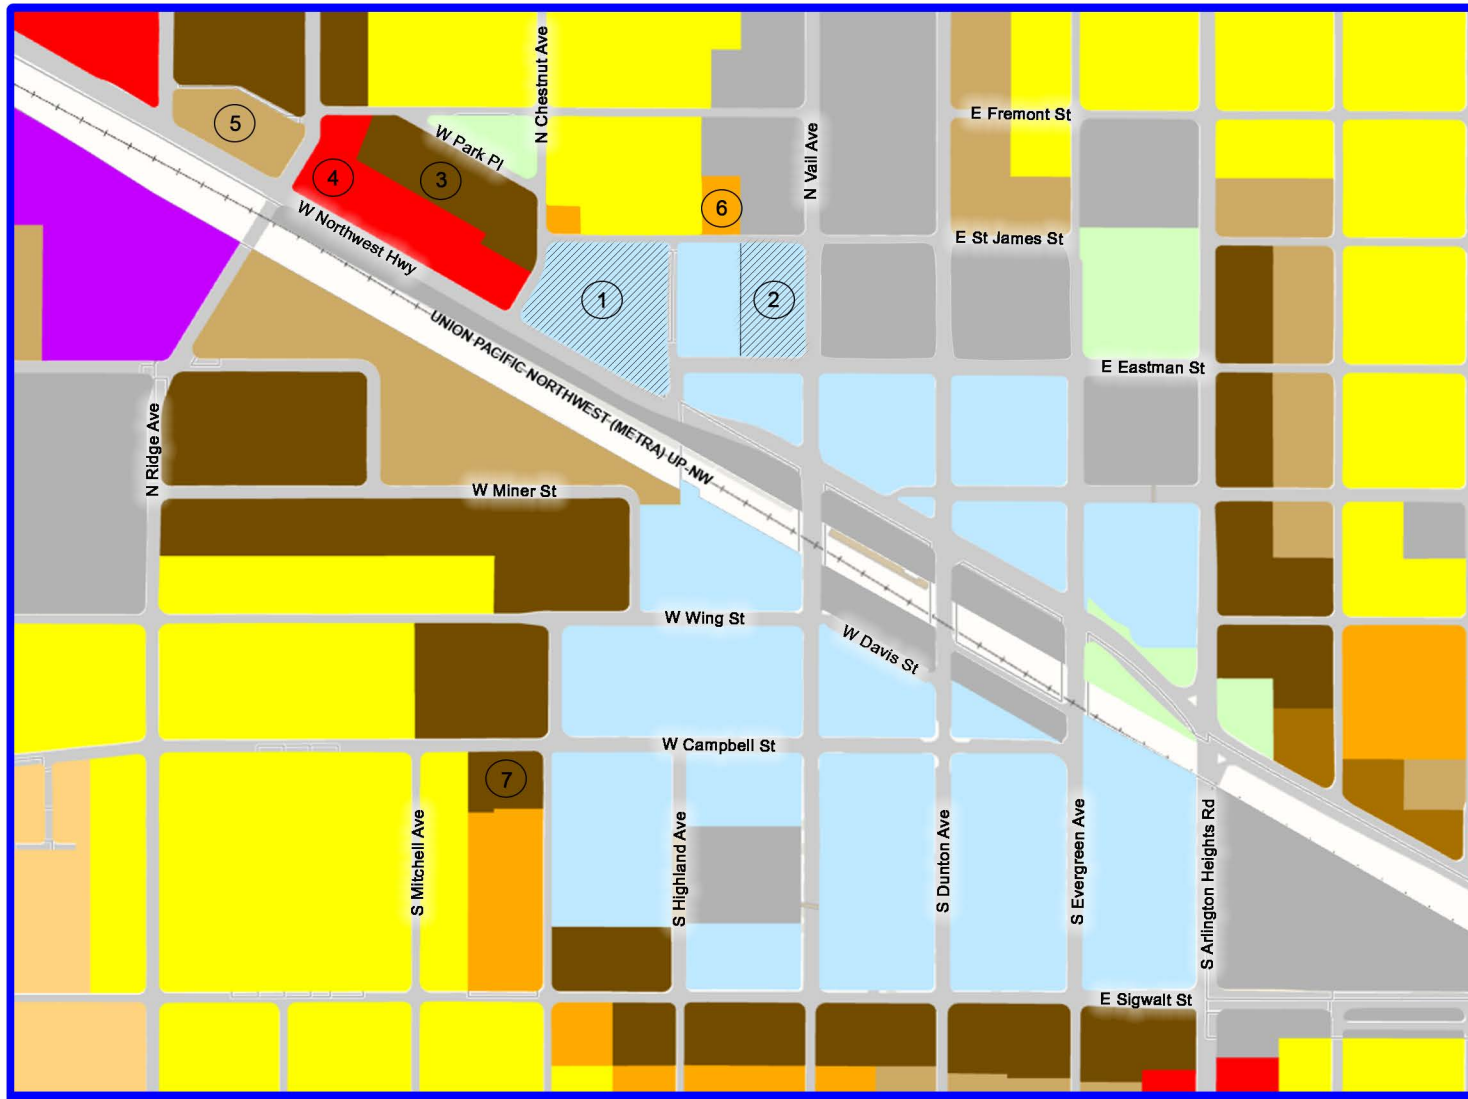 N Chestnut Ave
E Fremont St
5
W Park Pl
N Vail Ave
4
3
6
W Northwest Hwy
E St James St
1
2
UNION PACIFIC NORTHWEST (METRA) UP-NW
E Eastman St
N Ridge Ave
W Miner St
W Wing St
W Davis St
W Campbell St
7
S Mitchell Ave
S Highland Ave
S Dunton Ave
S Evergreen Ave
S Arlington Heights Rd
E Sigwalt St